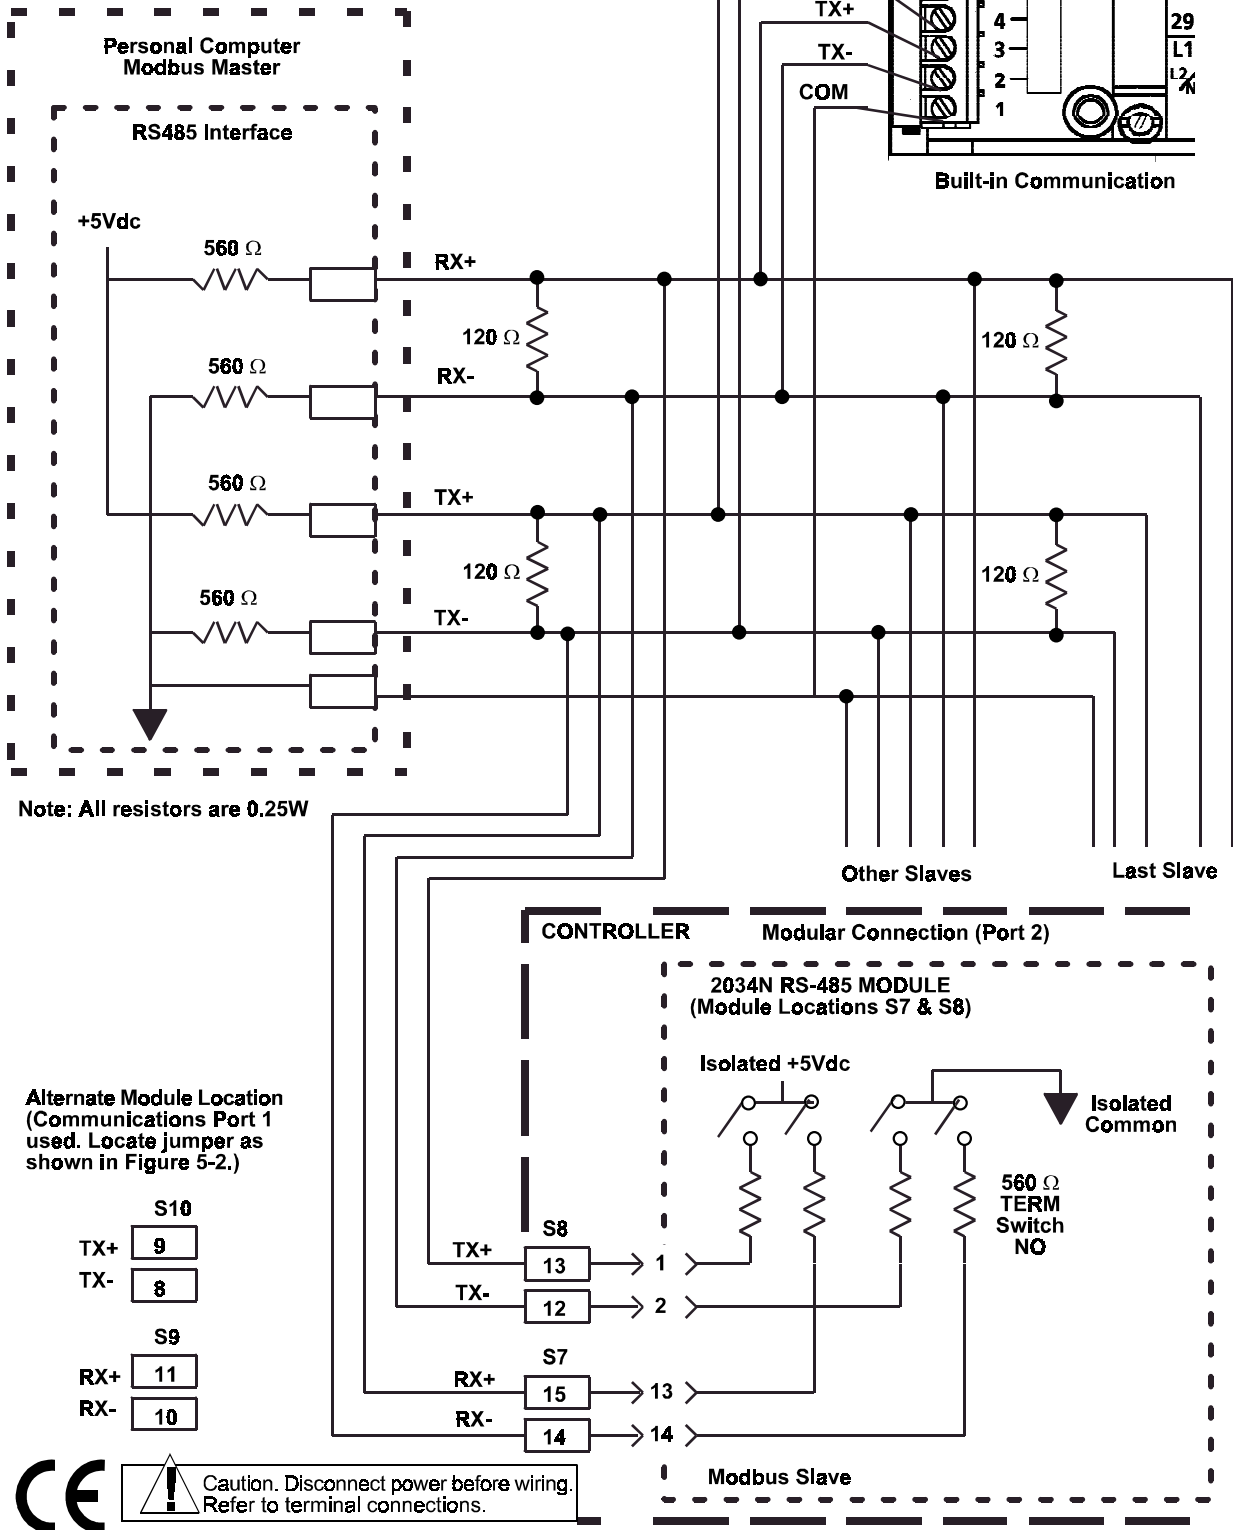 TX+
TX-
COM
4
3
2
1
29
L1
L2/N
Built-in Communication
Personal Computer
Modbus Master
RS485 Interface
+5Vdc
560 Ω
RX+
120 Ω
120 Ω
560 Ω
RX-
560 Ω
TX+
120 Ω
120 Ω
560 Ω
TX-
Note: All resistors are 0.25W
Other Slaves
Last Slave
CONTROLLER
Modular Connection (Port 2)
2034N RS-485 MODULE
(Module Locations S7 & S8)
Isolated +5Vdc
Isolated
Common
560 Ω
TERM
Switch
NO
Alternate Module Location
(Communications Port 1
used. Locate jumper as
shown in Figure 5-2.)
S10
TX+ 9
TX- 8
S9
RX+ 11
RX- 10
S8
TX+ 13 1
TX- 12 2
S7
RX+ 15 13
RX- 14 14
Modbus Slave
CE
! Caution. Disconnect power before wiring.
Refer to terminal connections.